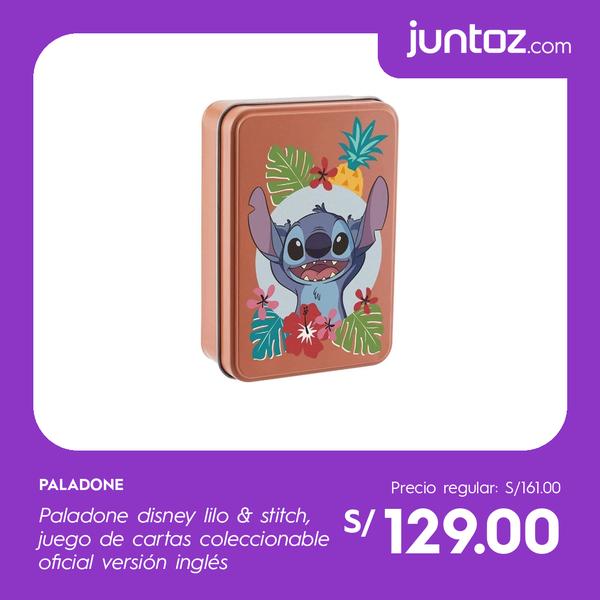 juntoz.com
PALADONE
Paladone disney lilo & stitch,
juego de cartas coleccionable
oficial versión inglés
Precio regular: S/161.00
S/129.00